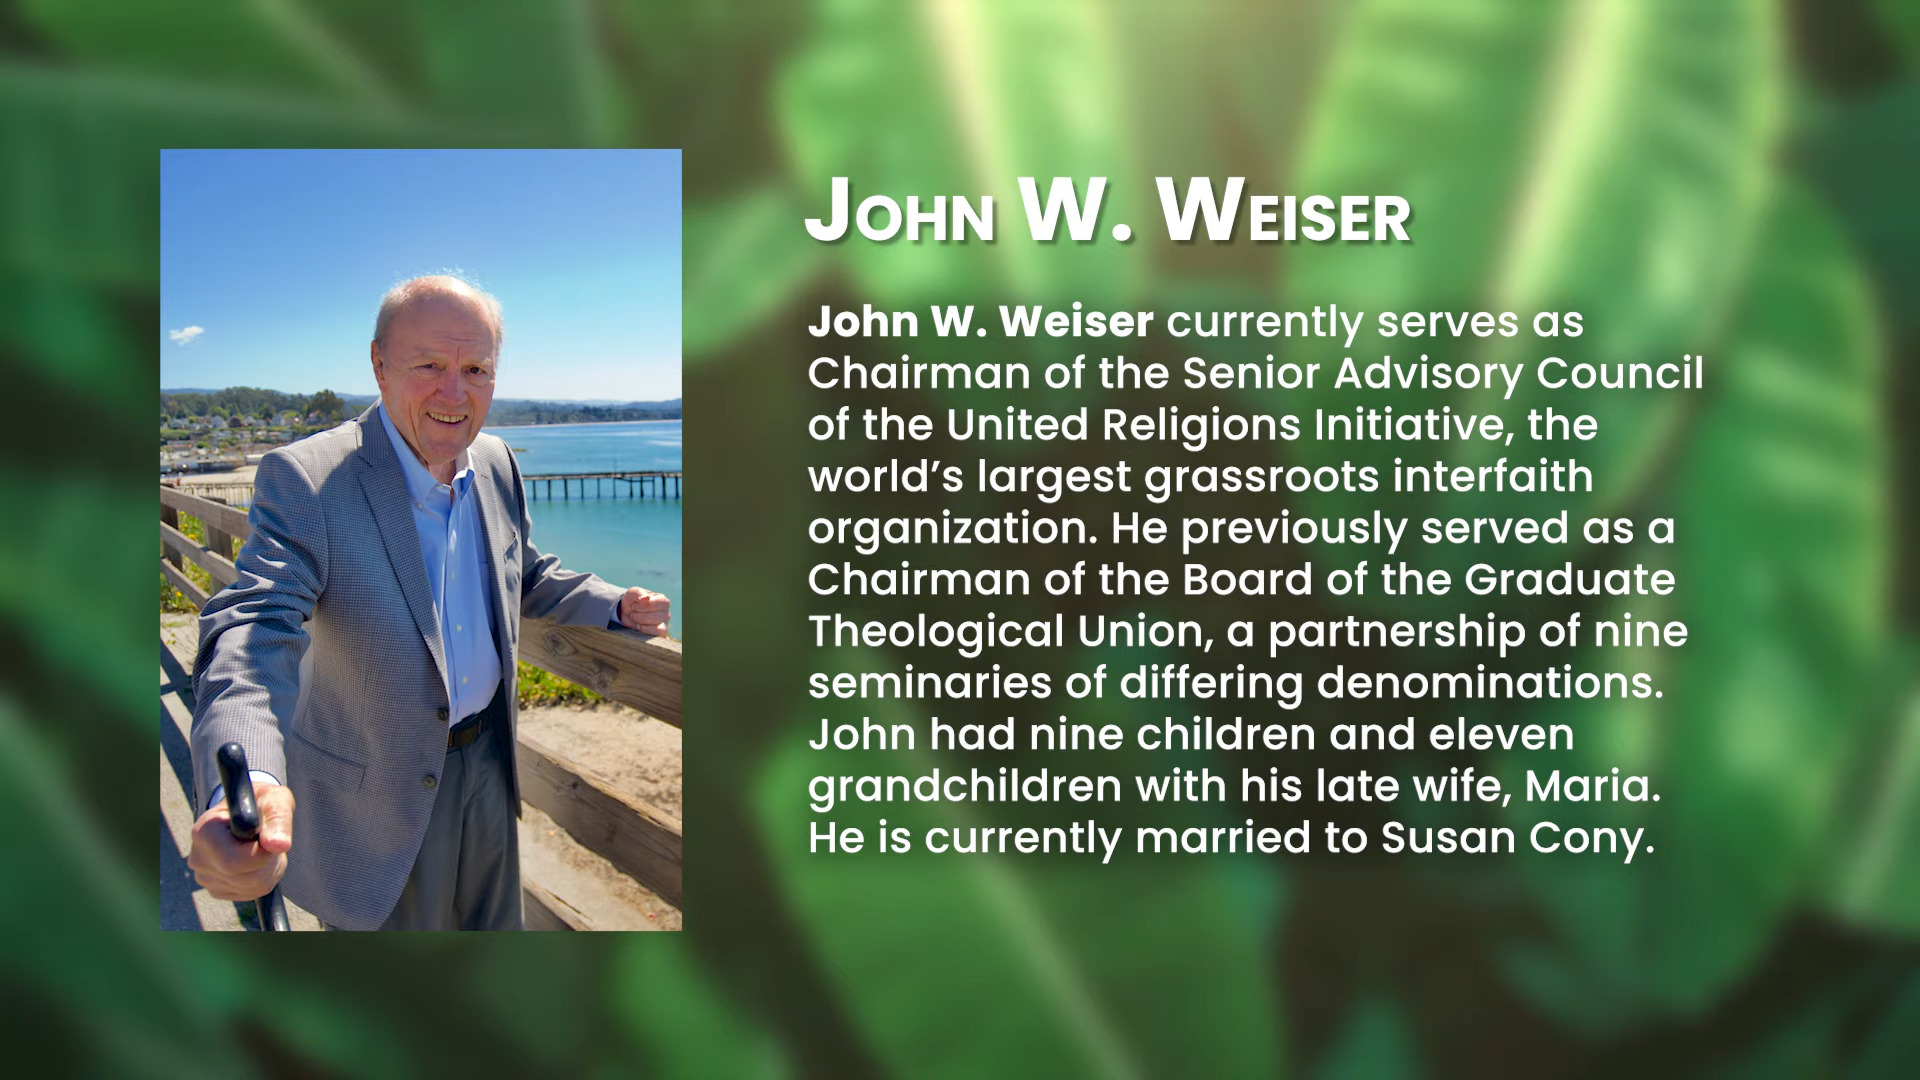 John W. Weiser
John W. Weiser currently serves as
Chairman of the Senior Advisory Council
of the United Religions Initiative, the
world’s largest grassroots interfaith
organization. He previously served as a
Chairman of the Board of the Graduate
Theological Union, a partnership of nine
seminaries of differing denominations.
John had nine children and eleven
grandchildren with his late wife, Maria.
He is currently married to Susan Cony.